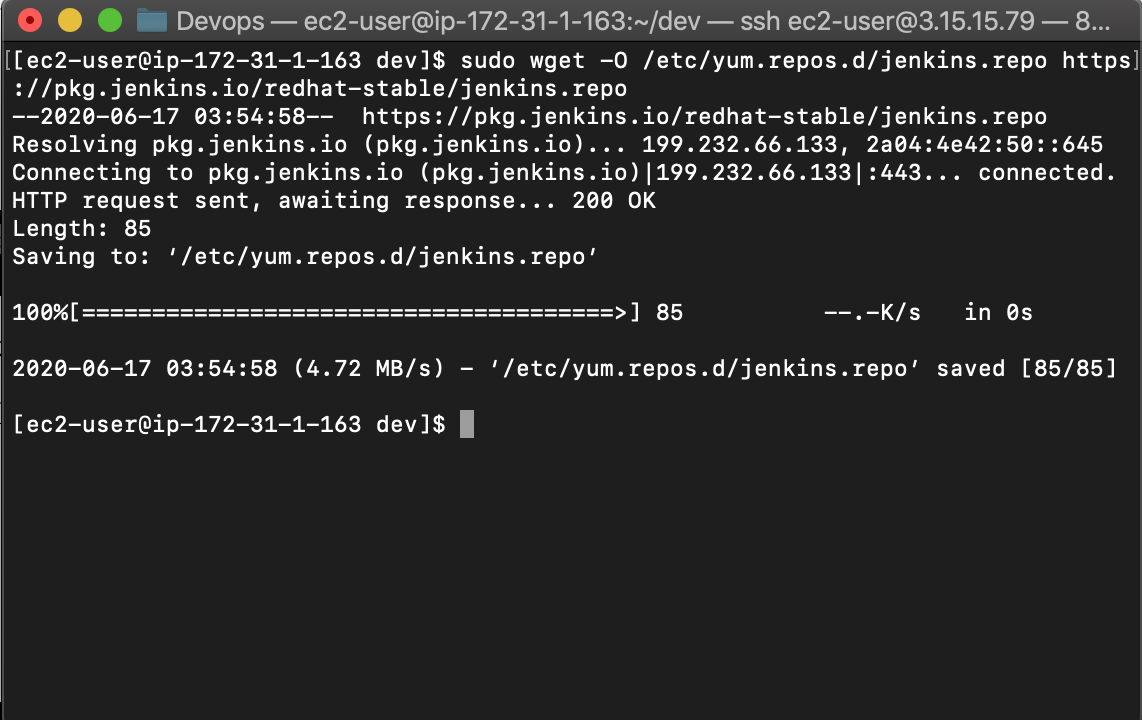 Devops — ec2-user@ip-172-31-1-163:~/dev — ssh ec2-user@3.15.15.79 — 8...
[[ec2-user@ip-172-31-1-163 dev]$ sudo wget -O /etc/yum.repos.d/jenkins.repo https]
://pkg.jenkins.io/redhat-stable/jenkins.repo
--2020-06-17 03:54:58--  https://pkg.jenkins.io/redhat-stable/jenkins.repo
Resolving pkg.jenkins.io (pkg.jenkins.io)... 199.232.66.133, 2a04:4e42:50::645
Connecting to pkg.jenkins.io (pkg.jenkins.io)|199.232.66.133|:443... connected.
HTTP request sent, awaiting response... 200 OK
Length: 85
Saving to: ‘/etc/yum.repos.d/jenkins.repo’
100%[======================================>] 85          --.-K/s   in 0s
2020-06-17 03:54:58 (4.72 MB/s) - ‘/etc/yum.repos.d/jenkins.repo’ saved [85/85]
[ec2-user@ip-172-31-1-163 dev]$